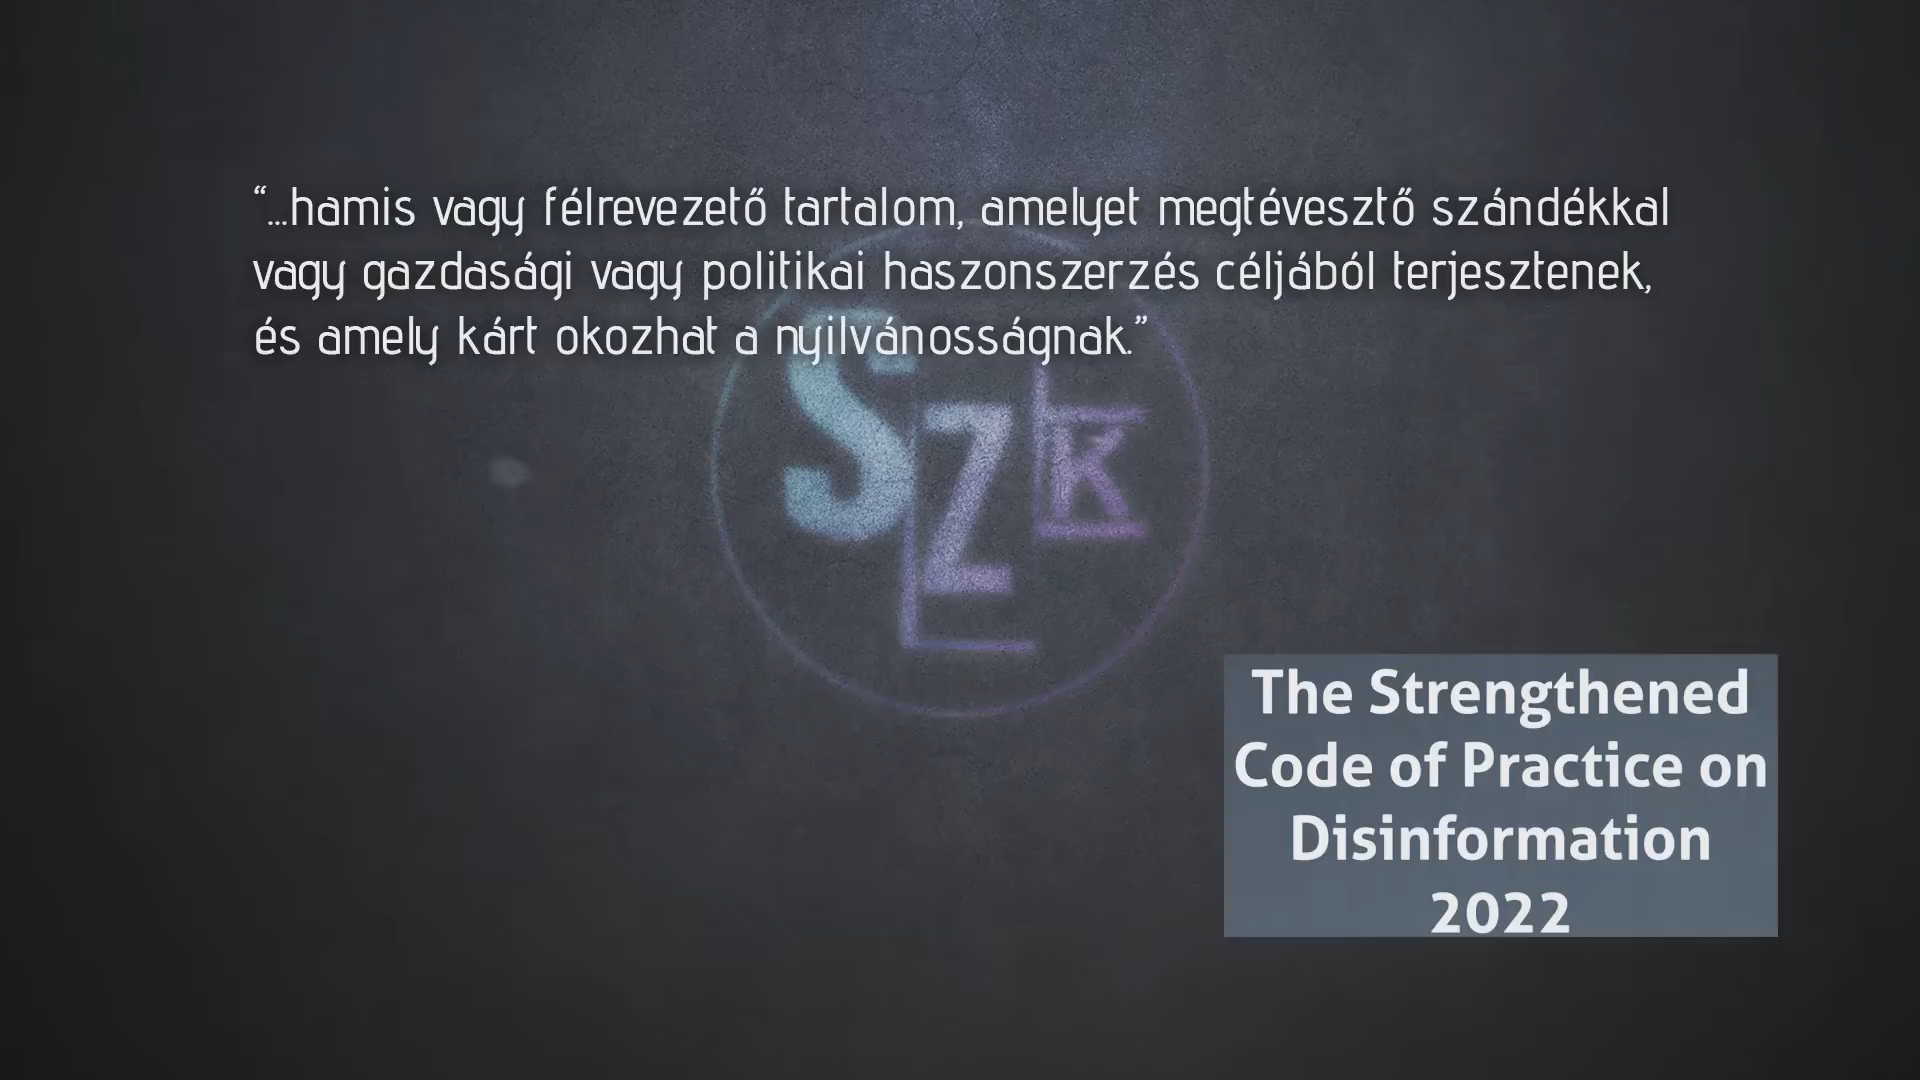 “...hamis vagy félrevezető tartalom, amelyet megtévesztő szándékkal
vagy gazdasági vagy politikai haszonszerzés céljából terjesztenek,
és amely kárt okozhat a nyilvánosságnak.”
SZK
The Strengthened
Code of Practice on
Disinformation
2022